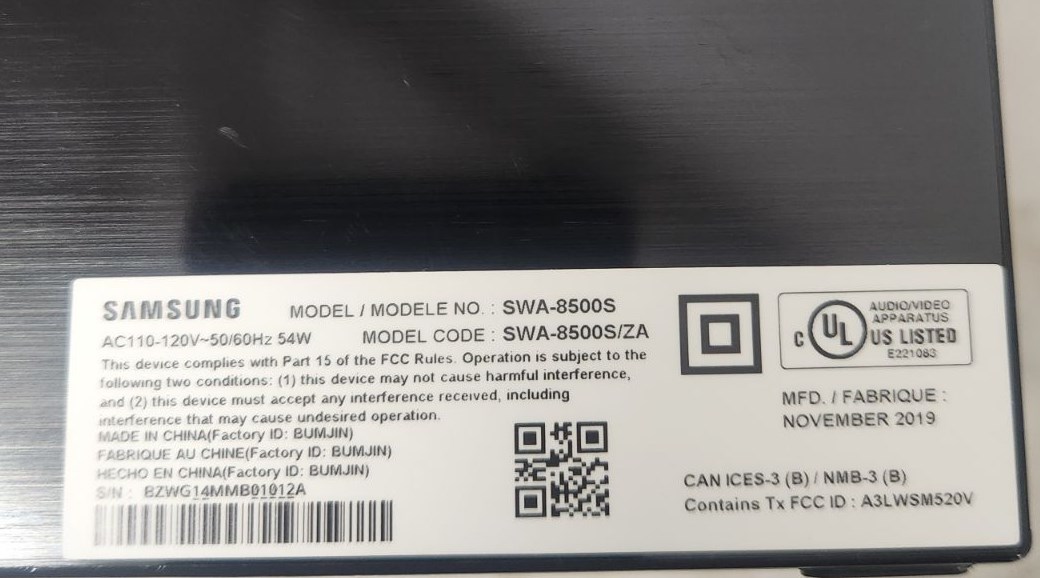 SAMSUNG
MODEL / MODELE NO. : SWA-8500S
AC110-120V~50/60Hz 54W
MODEL CODE : SWA-8500S/ZA
This device complies with Part 15 of the FCC Rules. Operation is subject to the
following two conditions: (1) this device may not cause harmful interference,
and (2) this device must accept any interference received, including
interference that may cause undesired operation.
MADE IN CHINA(Factory ID: BUMJIN)
FABRIQUE AU CHINE(Factory ID: BUMJIN)
HECHO EN CHINA(Factory ID: BUMJIN)
S/N : BZWG14MMB01012A
C UL US LISTED
AUDIO/VIDEO
APPARATUS
E221083
MFD. / FABRIQUE :
NOVEMBER 2019
CAN ICES-3 (B) / NMB-3 (B)
Contains Tx FCC ID : A3LWSM520V